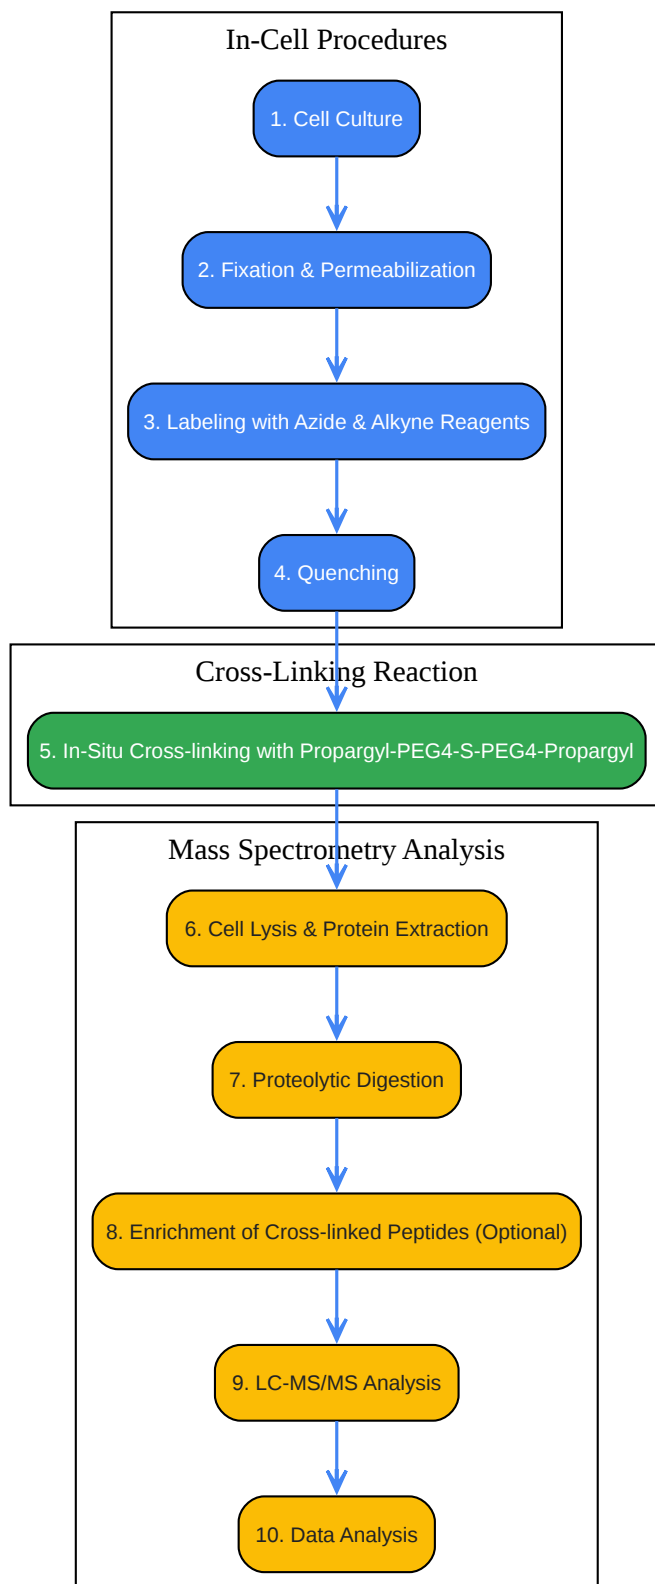 In-Cell Procedures
1. Cell Culture
2. Fixation & Permeabilization
3. Labeling with Azide & Alkyne Reagents
4. Quenching
Cross-Linking Reaction
5. In-Situ Cross-linking with Propargyl-PEG4-S-PEG4-Propargyl
Mass Spectrometry Analysis
6. Cell Lysis & Protein Extraction
7. Proteolytic Digestion
8. Enrichment of Cross-linked Peptides (Optional)
9. LC-MS/MS Analysis
10. Data Analysis